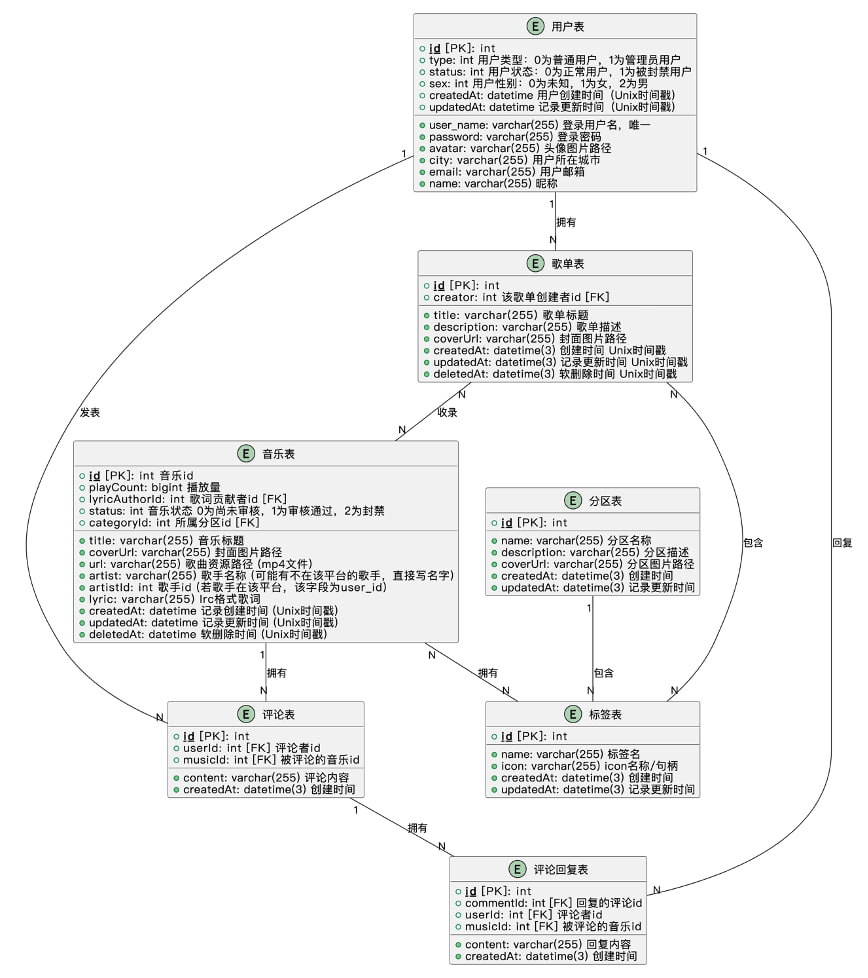 E 用户表
id [PK]: int
type: int 用户类型：0为普通用户，1为管理员用户
status: int 用户状态：0为正常用户，1为被封禁用户
sex: int 用户性别：0为未知，1为女，2为男
createdAt: datetime 用户创建时间（Unix时间戳）
updatedAt: datetime 记录更新时间（Unix时间戳）
user_name: varchar(255) 登录用户名，唯一
password: varchar(255) 登录密码
avatar: varchar(255) 头像图片路径
city: varchar(255) 用户所在城市
email: varchar(255) 用户邮箱
name: varchar(255) 昵称
1
1
1
拥有
N
E 歌单表
id [PK]: int
creator: int 该歌单创建者id [FK]
title: varchar(255) 歌单标题
description: varchar(255) 歌单描述
coverUrl: varchar(255) 封面图片路径
createdAt: datetime(3) 创建时间 Unix时间戳
updatedAt: datetime(3) 记录更新时间 Unix时间戳
deletedAt: datetime(3) 软删除时间 Unix时间戳
N
N
发表
收录
N
E 音乐表
id [PK]: int 音乐id
playCount: bigint 播放量
lyricAuthorId: int 歌词贡献者id [FK]
status: int 音乐状态 0为尚未审核，1为审核通过，2为封禁
categoryId: int 所属分区id [FK]
title: varchar(255) 音乐标题
coverUrl: varchar(255) 封面图片路径
url: varchar(255) 歌曲资源路径 (mp4文件)
artist: varchar(255) 歌手名称 (可能有不在该平台的歌手，直接写名字)
artistId: int 歌手id (若歌手在该平台，该字段为user_id)
lyric: varchar(255) lrc格式歌词
createdAt: datetime 记录创建时间 (Unix时间戳)
updatedAt: datetime 记录更新时间 (Unix时间戳)
deletedAt: datetime 软删除时间 (Unix时间戳)
E 分区表
id [PK]: int
name: varchar(255) 分区名称
description: varchar(255) 分区描述
coverUrl: varchar(255) 分区图片路径
createdAt: datetime(3) 创建时间
updatedAt: datetime(3) 记录更新时间
包含
回复
1
1
N
拥有
拥有
包含
N
N
N
N
N
E 评论表
id [PK]: int
userId: int [FK] 评论者id
musicId: int [FK] 被评论的音乐id
content: varchar(255) 评论内容
createdAt: datetime(3) 创建时间
E 标签表
id [PK]: int
name: varchar(255) 标签名
icon: varchar(255) icon名称/句柄
createdAt: datetime(3) 创建时间
updatedAt: datetime(3) 记录更新时间
1
拥有
N
E 评论回复表
id [PK]: int
commentId: int [FK] 回复的评论id
userId: int [FK] 评论者id
musicId: int [FK] 被评论的音乐id
content: varchar(255) 回复内容
createdAt: datetime(3) 创建时间
N